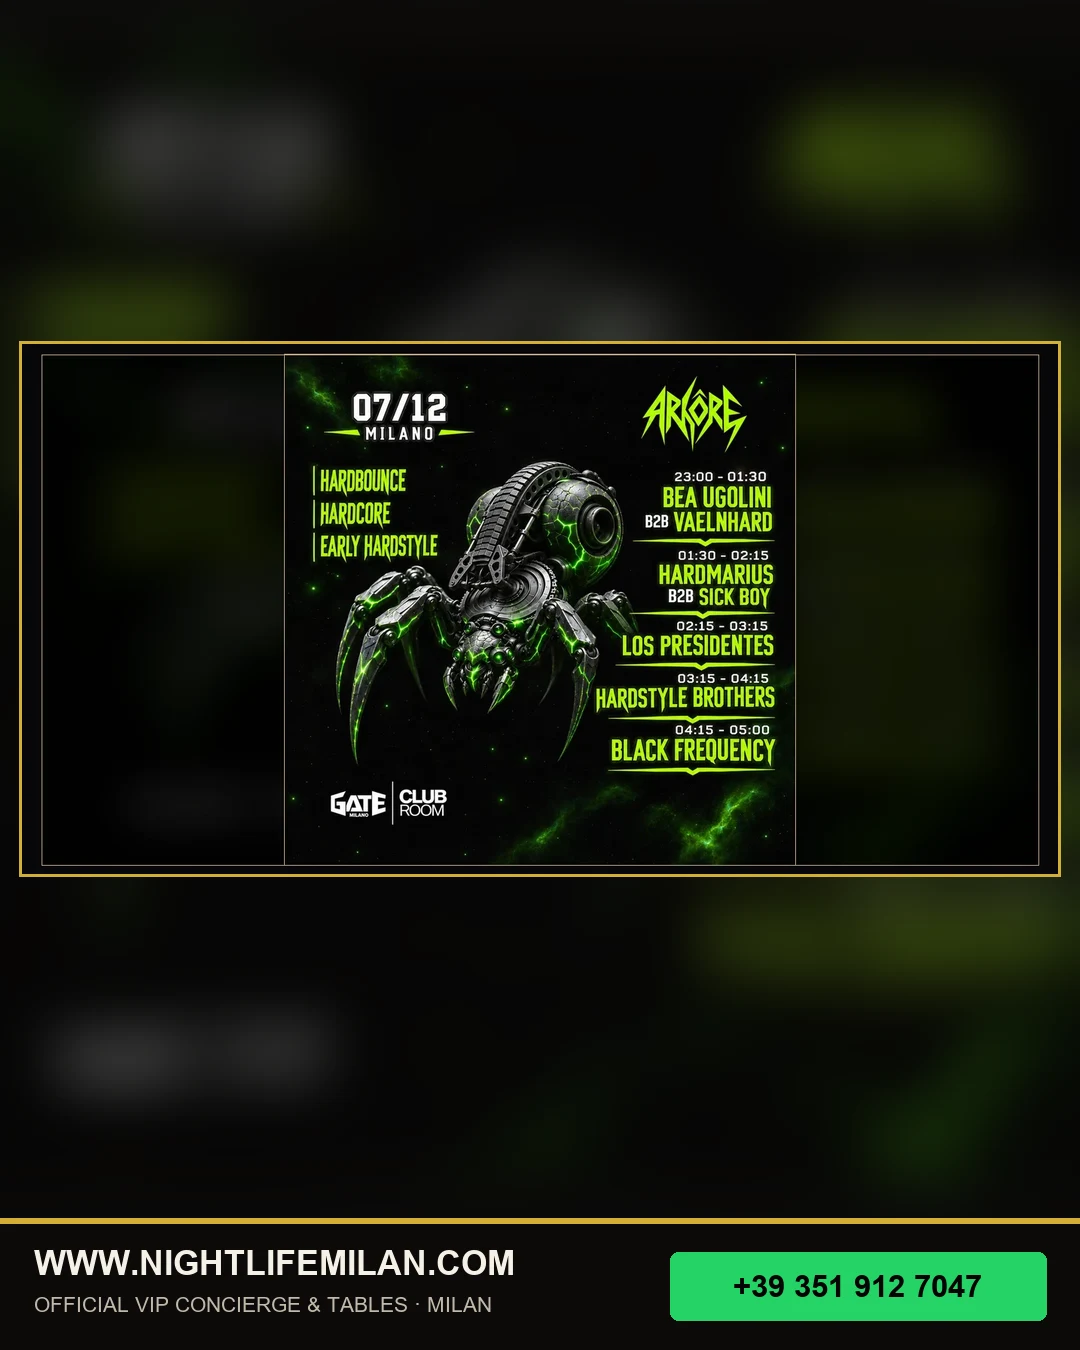 07/12
MILANO
HARDBOUNCE
HARDCORE
EARLY HARDSTYLE
ARKÔRE
23:00 - 01:30
BEA UGOLINI
B2B VAELNHARD
01:30 - 02:15
HARDMARIUS
B2B SICK BOY
02:15 - 03:15
LOS PRESIDENTES
03:15 - 04:15
HARDSTYLE BROTHERS
04:15 - 05:00
BLACK FREQUENCY
GATE
MILANO
CLUB
ROOM
WWW.NIGHTLIFEMILAN.COM
OFFICIAL VIP CONCIERGE & TABLES · MILAN
+39 351 912 7047